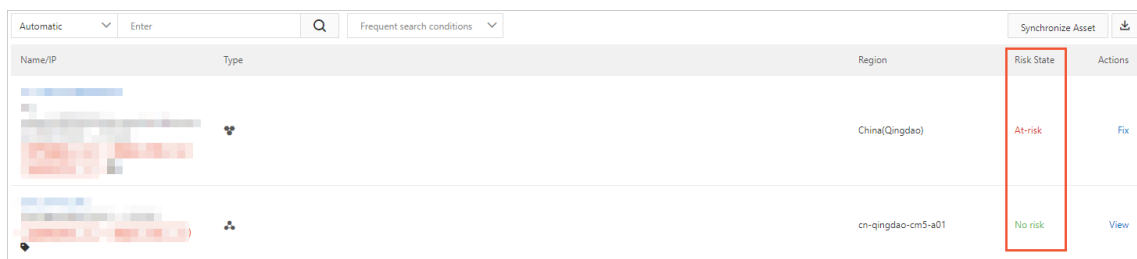 Automatic Enter Frequent search conditions Synchronize Asset
Name/IP Type Region Risk State Actions
China(Qingdao) At-risk Fix
cn-qingdao-cm5-a01 No risk View